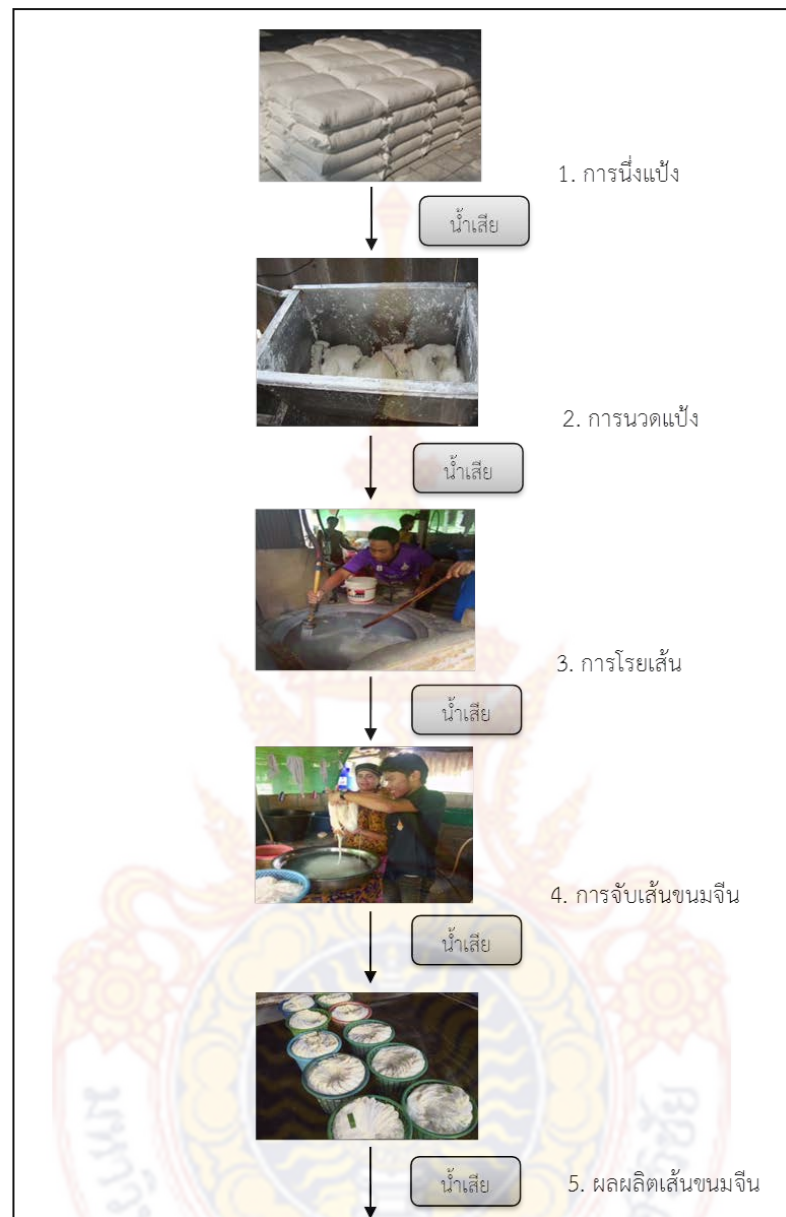 1. การนึ่งแป้ง
น้ำเสีย
2. การนวดแป้ง
น้ำเสีย
3. การโรยเส้น
น้ำเสีย
4. การจับเส้นขนมจีน
น้ำเสีย
5. ผลผลิตเส้นขนมจีน
น้ำเสีย